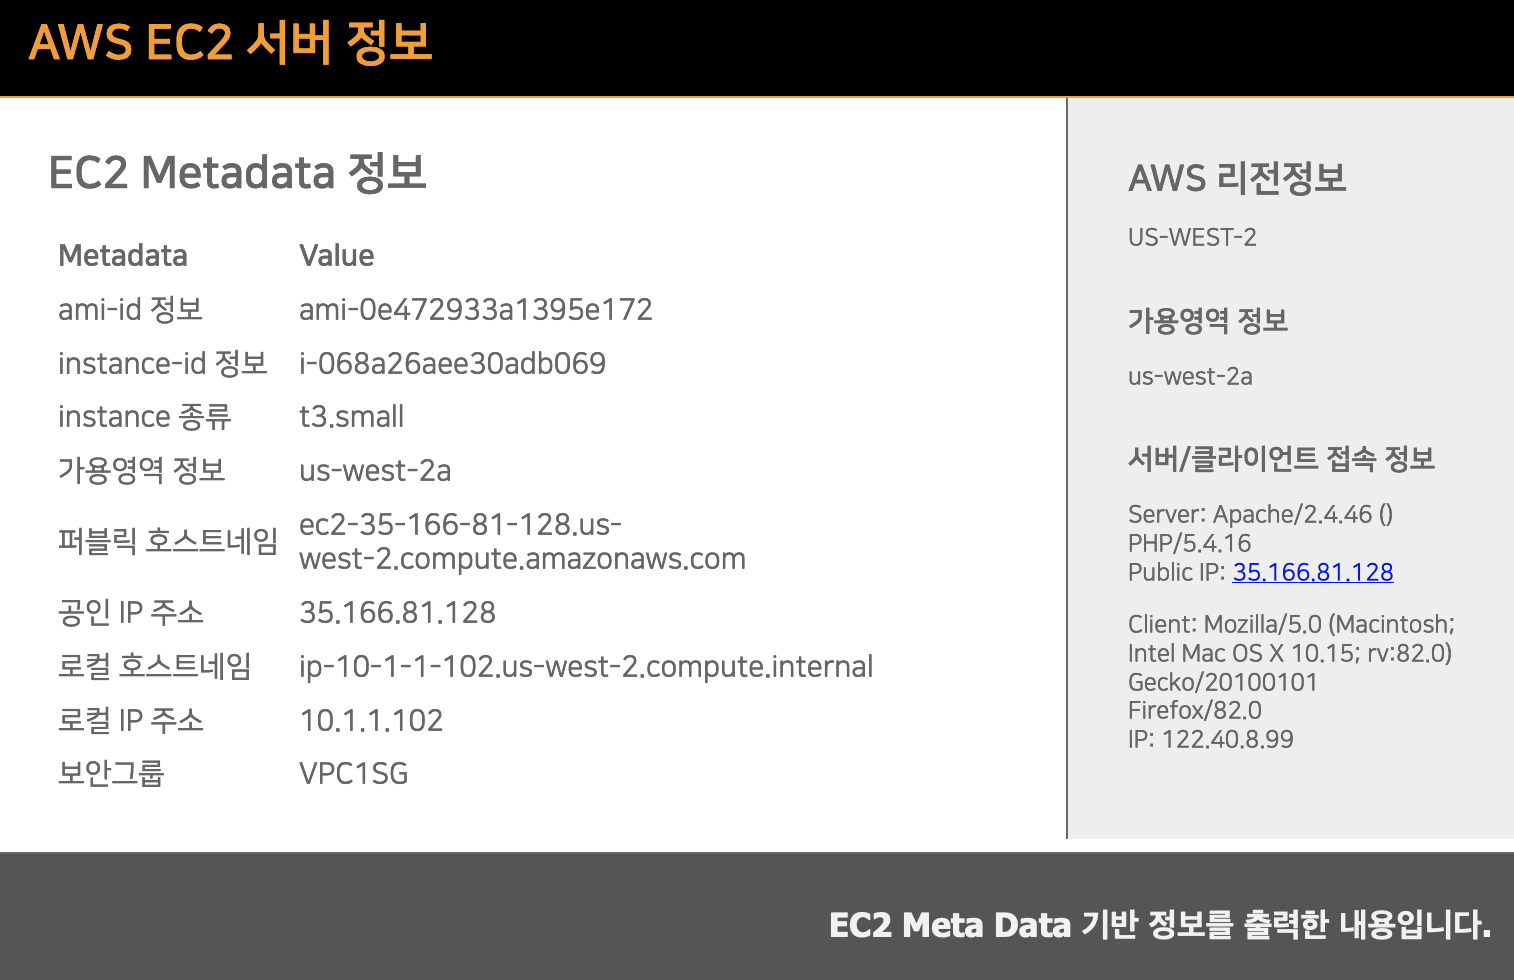 AWS EC2 서버 정보
EC2 Metadata 정보
Metadata Value
ami-id 정보 ami-0e472933a1395e172
instance-id 정보 i-068a26aee30adb069
instance 종류 t3.small
가용영역 정보 us-west-2a
퍼블릭 호스트네임 ec2-35-166-81-128.us-
west-2.compute.amazonaws.com
공인 IP 주소 35.166.81.128
로컬 호스트네임 ip-10-1-1-102.us-west-2.compute.internal
로컬 IP 주소 10.1.1.102
보안그룹 VPC1SG
AWS 리전정보
US-WEST-2
가용영역 정보
us-west-2a
서버/클라이언트 접속 정보
Server: Apache/2.4.46 ()
PHP/5.4.16
Public IP: 35.166.81.128
Client: Mozilla/5.0 (Macintosh;
Intel Mac OS X 10.15; rv:82.0)
Gecko/20100101
Firefox/82.0
IP: 122.40.8.99
EC2 Meta Data 기반 정보를 출력한 내용입니다.